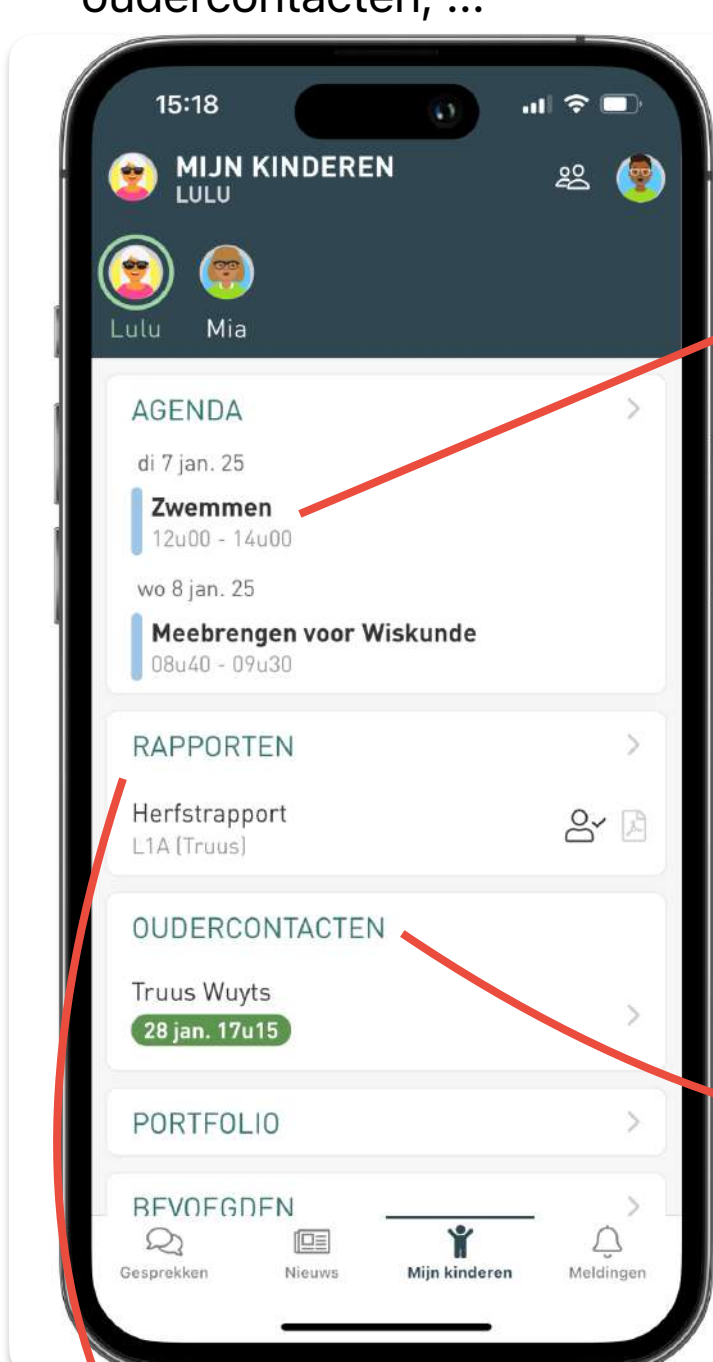 oudercontacten, ...
15:18
MIJN KINDEREN
LULU
Lulu Mia
AGENDA
di 7 jan. 25
Zwemmen
12u00 - 14u00
wo 8 jan. 25
Meebrengen voor Wiskunde
08u40 - 09u30
RAPPORTEN
Herfstrapport
L1A (Truus)
OUDERCONTACTEN
Truus Wuyts
28 jan. 17u15
PORTFOLIO
BEVOEGDEN
Gesprekken Nieuws Mijn kinderen Meldingen